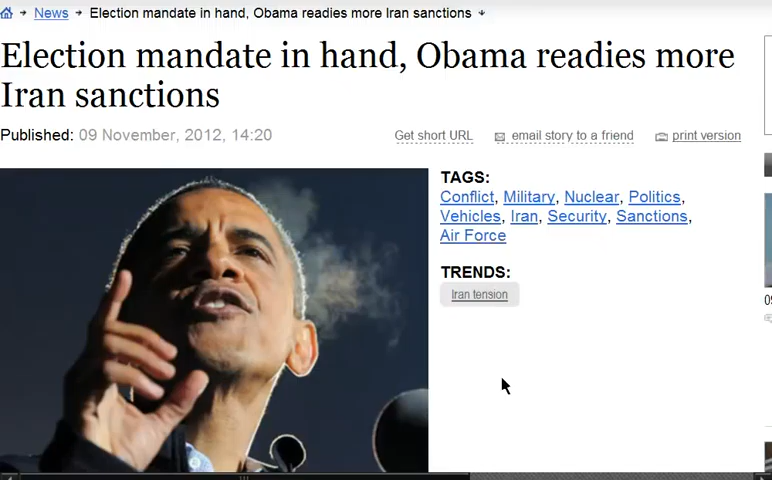 News Election mandate in hand, Obama readies more Iran sanctions
Election mandate in hand, Obama readies more
Iran sanctions
Published: 09 November, 2012, 14:20
Get short URL email story to a friend print version
TAGS:
Conflict, Military, Nuclear, Politics,
Vehicles, Iran, Security, Sanctions,
Air Force
TRENDS:
Iran tension